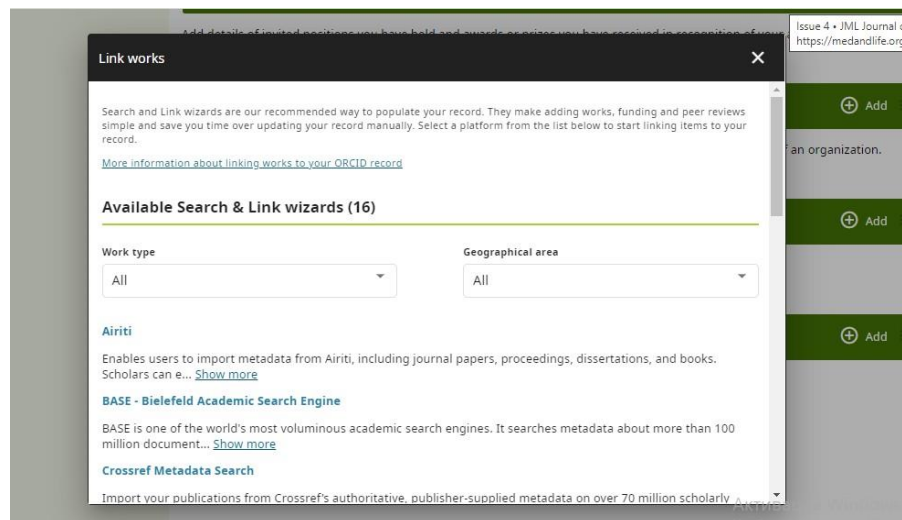 Add details of invited positions you have held and awards or prizes you have received in recognition of your
Issue 4 • JML Journal
https://medandlife.org
Link works
Search and Link wizards are our recommended way to populate your record. They make adding works, funding and peer reviews
simple and save you time over updating your record manually. Select a platform from the list below to start linking items to your
record.
More information about linking works to your ORCID record
Add
an organization.
Available Search & Link wizards (16)
Add
Work type
Geographical area
All
All
Airiti
Add
Enables users to import metadata from Airiti, including journal papers, proceedings, dissertations, and books.
Scholars can e... Show more
BASE - Bielefeld Academic Search Engine
BASE is one of the world's most voluminous academic search engines. It searches metadata about more than 100
million document... Show more
Crossref Metadata Search
Import your publications from Crossref's authoritative, publisher-supplied metadata on over 70 million scholarly